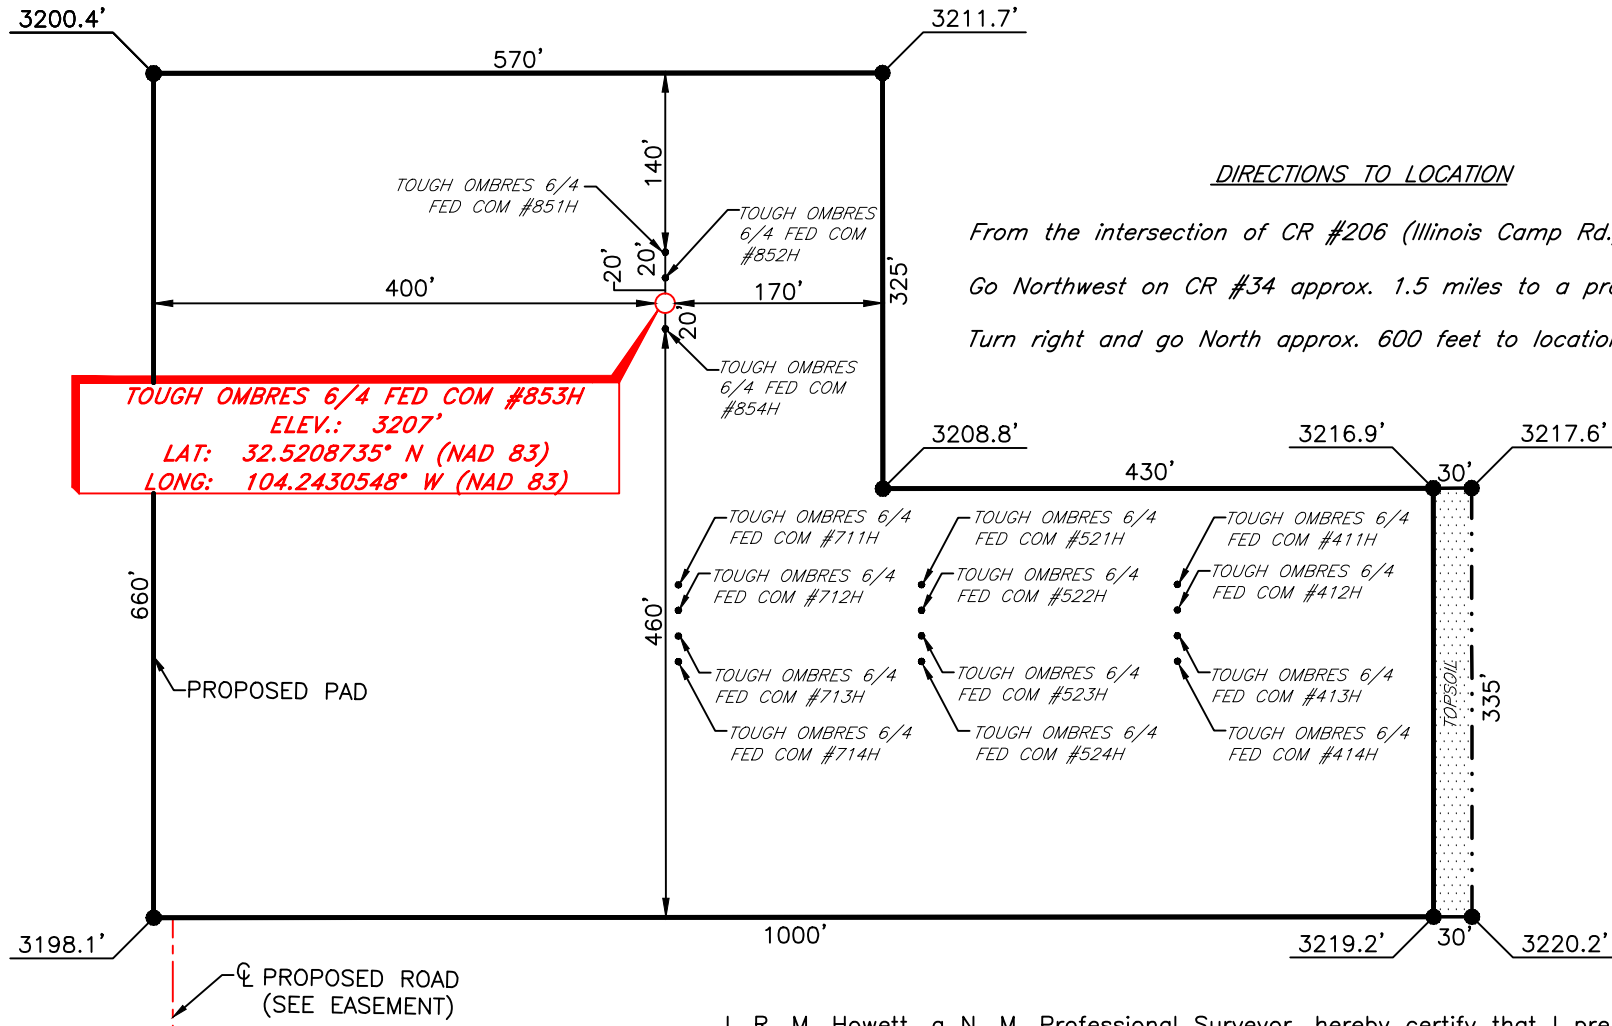 3200.4'
3211.7'
570'
140'
TOUGH OMBRES 6/4
FED COM #851H
TOUGH OMBRES
6/4 FED COM
#852H
20'
20'
400'
170'
20'
325'
DIRECTIONS TO LOCATION
From the intersection of CR #206 (Illinois Camp Rd.
Go Northwest on CR #34 approx. 1.5 miles to a
Turn right and go North approx. 600 feet to location
TOUGH OMBRES
6/4 FED COM
#854H
TOUGH OMBRES 6/4 FED COM #853H
ELEV.: 3207'
LAT: 32.5208735° N (NAD 83)
LONG: 104.2430548° W (NAD 83)
3208.8'
3216.9'
3217.6'
430'
30'
TOUGH OMBRES 6/4
FED COM #711H
TOUGH OMBRES 6/4
FED COM #712H
TOUGH OMBRES 6/4
FED COM #713H
TOUGH OMBRES 6/4
FED COM #714H
TOUGH OMBRES 6/4
FED COM #521H
TOUGH OMBRES 6/4
FED COM #522H
TOUGH OMBRES 6/4
FED COM #523H
TOUGH OMBRES 6/4
FED COM #524H
TOUGH OMBRES 6/4
FED COM #411H
TOUGH OMBRES 6/4
FED COM #412H
TOUGH OMBRES 6/4
FED COM #413H
TOUGH OMBRES 6/4
FED COM #414H
660'
460'
PROPOSED PAD
TOPSOIL
335'
3198.1'
1000'
3219.2'
30'
3220.2'
℄ PROPOSED ROAD
(SEE EASEMENT)
I, R. M. Howett, a N. M. Professional Surveyor, hereby certify that I